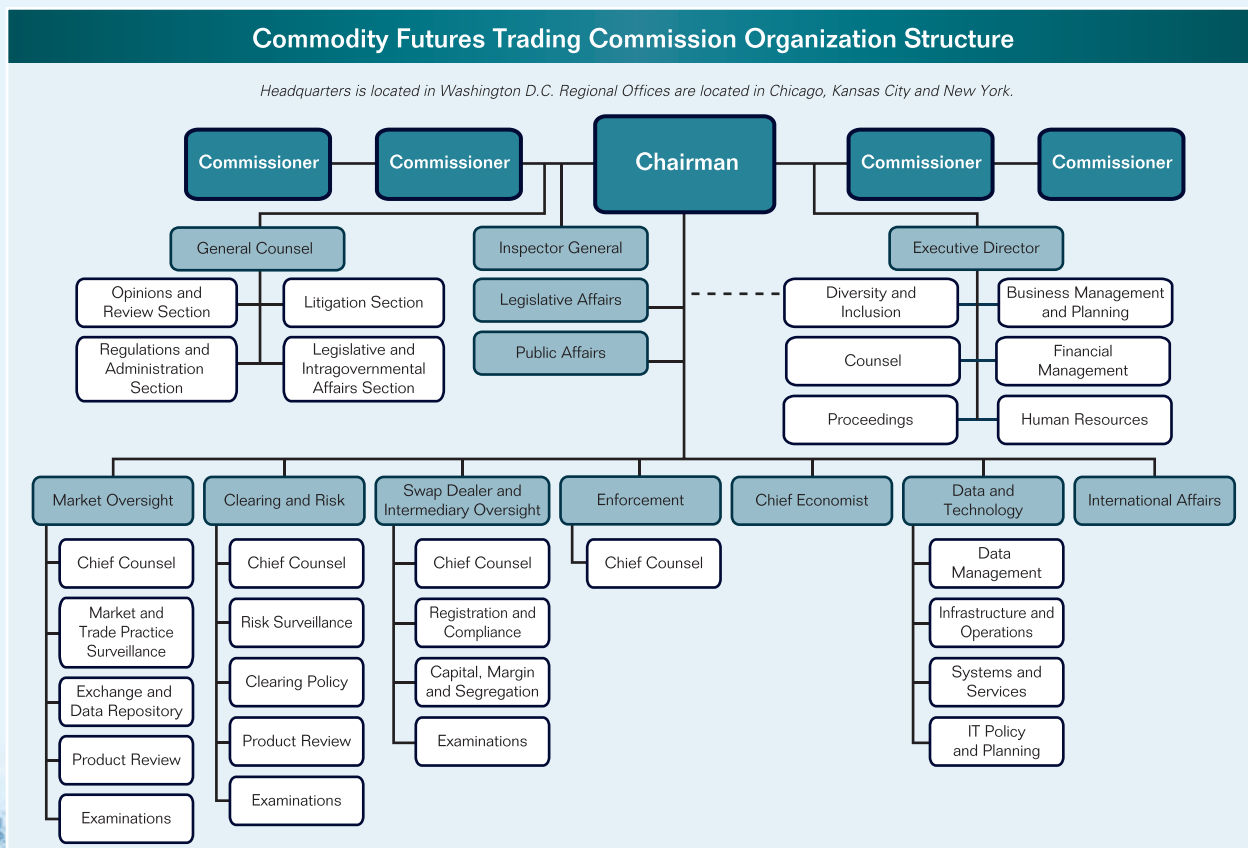 Commodity Futures Trading Commission Organization Structure
Headquarters is located in Washington D.C. Regional Offices are located in Chicago, Kansas City and New York.
Commissioner
Commissioner
Chairman
Commissioner
Commissioner
General Counsel
Opinions and
Review Section
Litigation Section
Regulations and
Administration
Section
Legislative and
Intragovernmental
Affairs Section
Inspector General
Legislative Affairs
Public Affairs
Executive Director
Diversity and
Inclusion
Business Management
and Planning
Counsel
Financial
Management
Proceedings
Human Resources
Market Oversight
Chief Counsel
Market and
Trade Practice
Surveillance
Exchange and
Data Repository
Product Review
Examinations
Clearing and Risk
Chief Counsel
Risk Surveillance
Clearing Policy
Product Review
Examinations
Swap Dealer and
Intermediary Oversight
Chief Counsel
Registration and
Compliance
Capital, Margin
and Segregation
Examinations
Enforcement
Chief Counsel
Chief Economist
Data and
Technology
Data
Management
Infrastructure and
Operations
Systems and
Services
IT Policy
and Planning
International Affairs